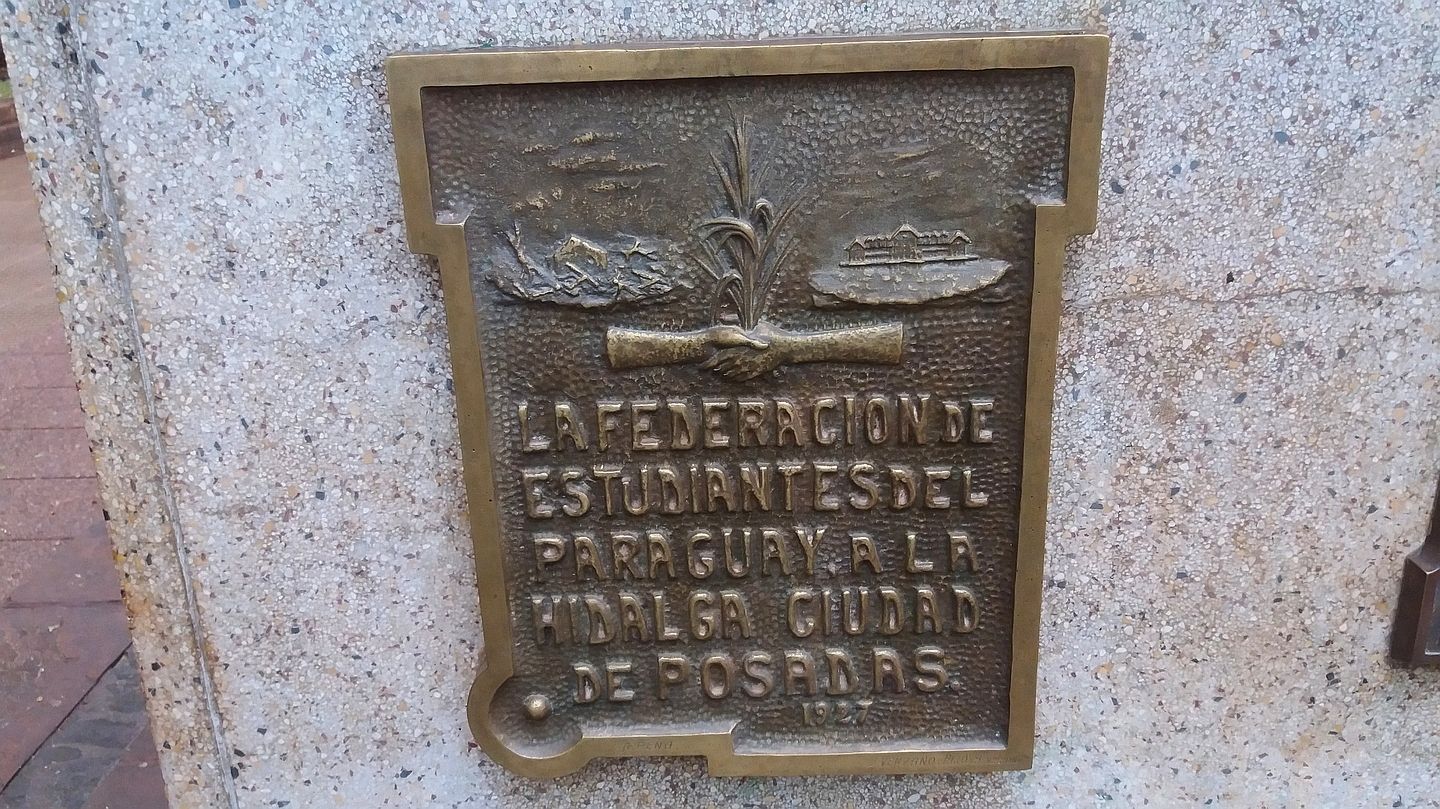 LA FEDERACION DE
ESTUDIANTES DEL
PARAGUAY A LA
HIDALGA CIUDAD
DE POSADAS.
1927